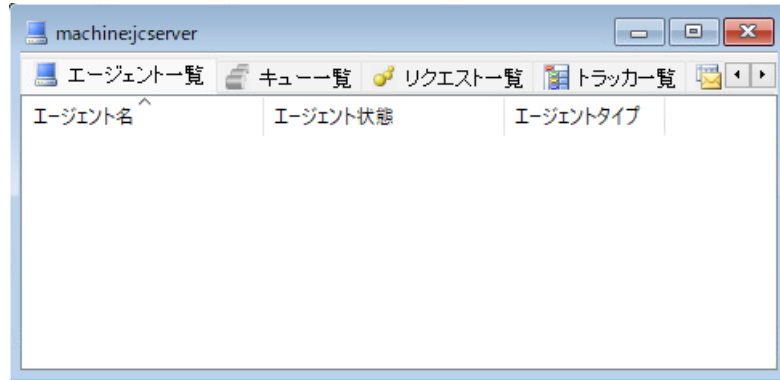 machine:jcserver
エージェント一覧 キュー一覧 リクエスト一覧 トラッカ一覧
エージェント名 エージェント状態 エージェントタイプ